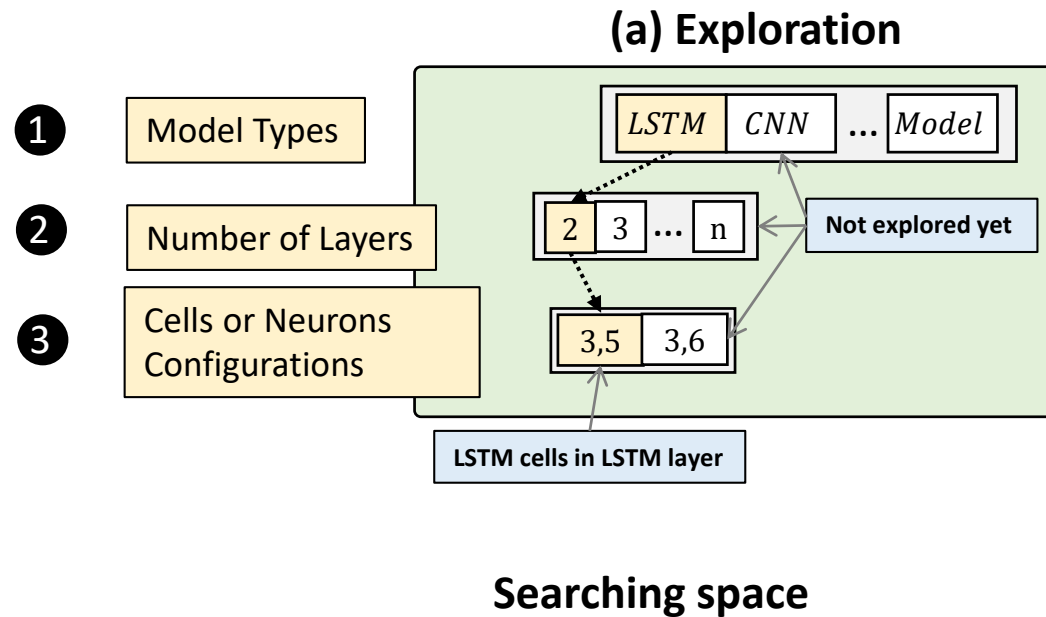 (a) Exploration
1 Model Types
LSTM CNN ... Model
2 Number of Layers
2 3 ... n
Not explored yet
3 Cells or Neurons
Configurations
3,5 3,6
LSTM cells in LSTM layer
Searching space